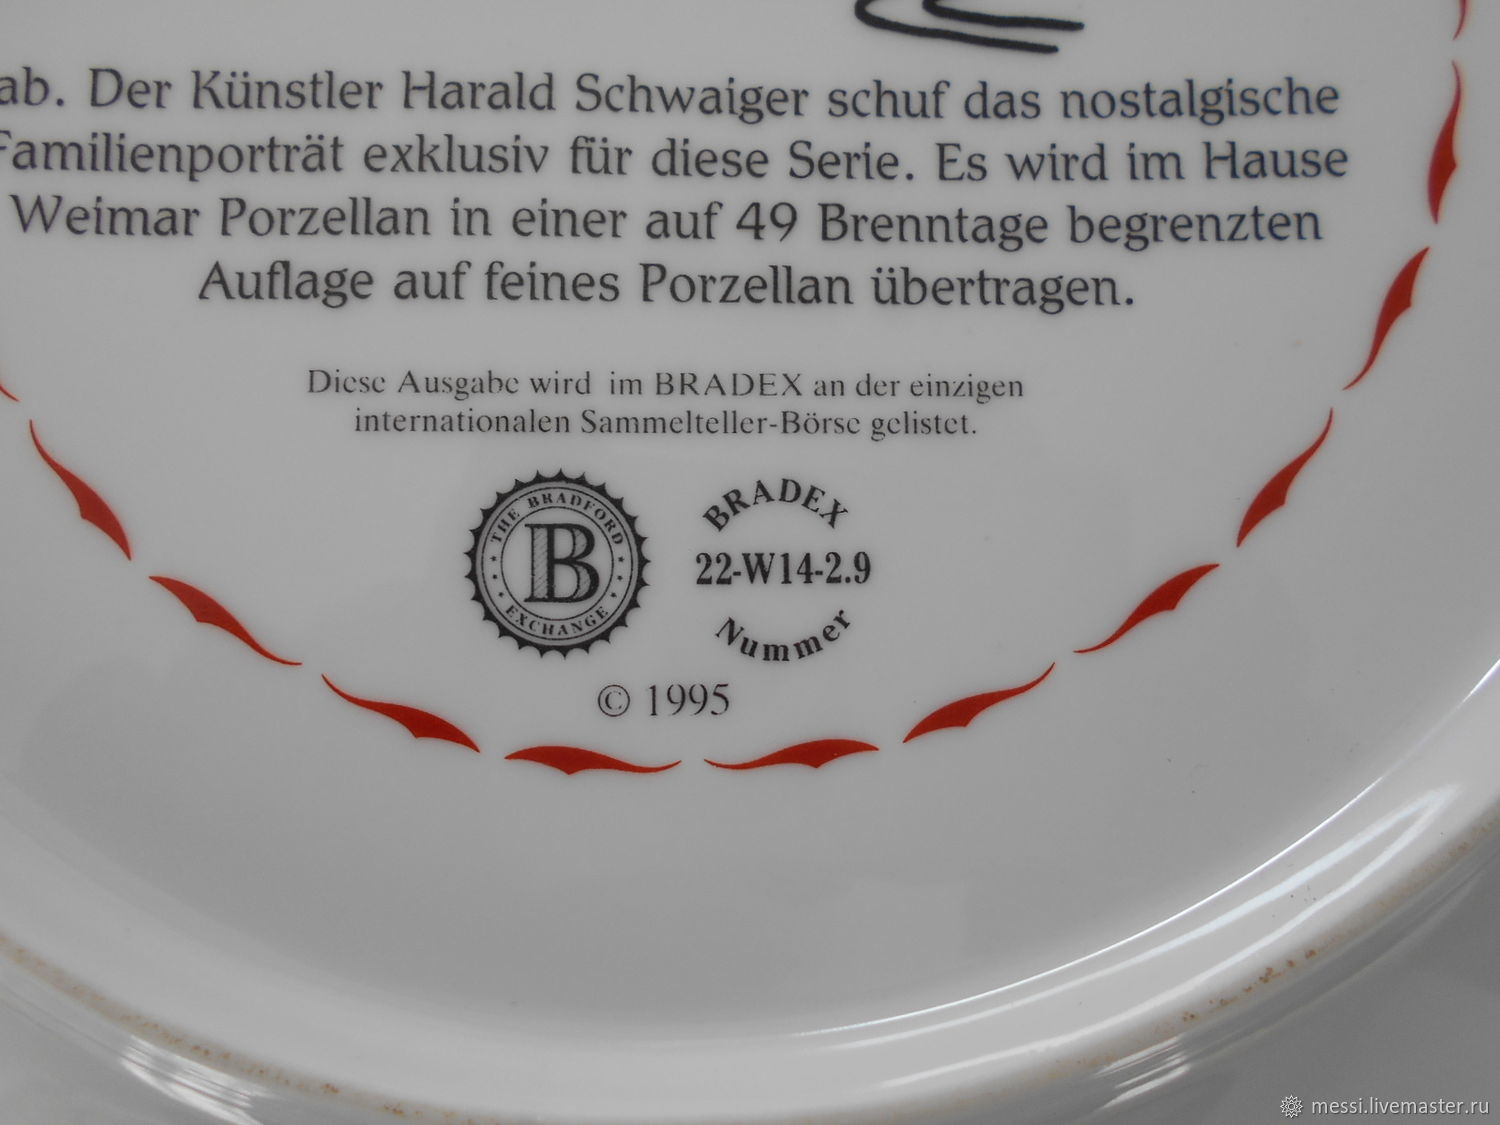 ab. Der Künstler Harald Schwaiger schuf das nostalgische
Familienporträt exklusiv für diese Serie. Es wird im Hause
Weimar Porzellan in einer auf 49 Brenntage begrenzten
Auflage auf feines Porzellan übertragen.
Diese Ausgabe wird im BRADEX an der einzigen
internationalen Sammelteller-Börse gelistet.
THE BRADFORD
B
EXCHANGE
BRADEX
22-W14-2.9
Nummer
© 1995
messi.livemaster.ru